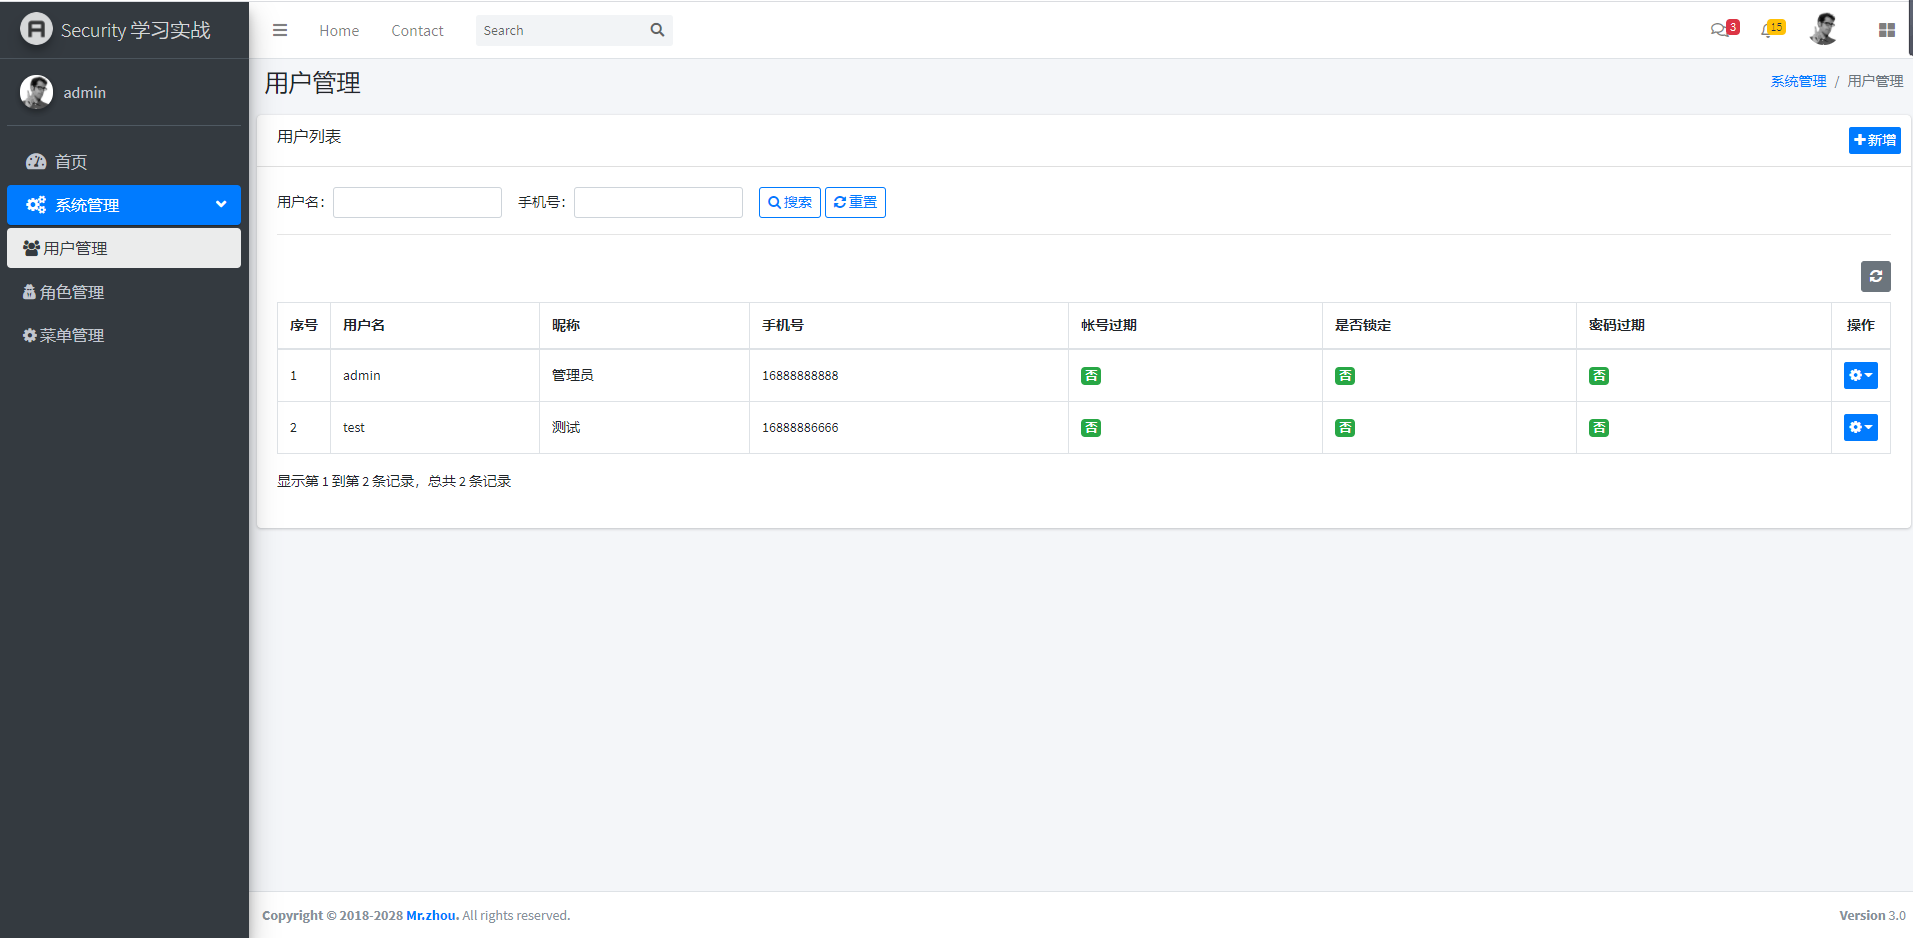 Security 学习实战
Home Contact Search 3 15
admin
首页
系统管理
用户管理
角色管理
菜单管理
用户管理
系统管理 / 用户管理
用户列表
新增
用户名: 手机号: 搜索 重置
序号 用户名 昵称 手机号 帐号过期 是否锁定 密码过期 操作
1 admin 管理员 16888888888 否 否 否
2 test 测试 16888886666 否 否 否
显示第 1 到第 2 条记录，总共 2 条记录
Copyright © 2018-2028 Mr.zhou. All rights reserved.
Version 3.0